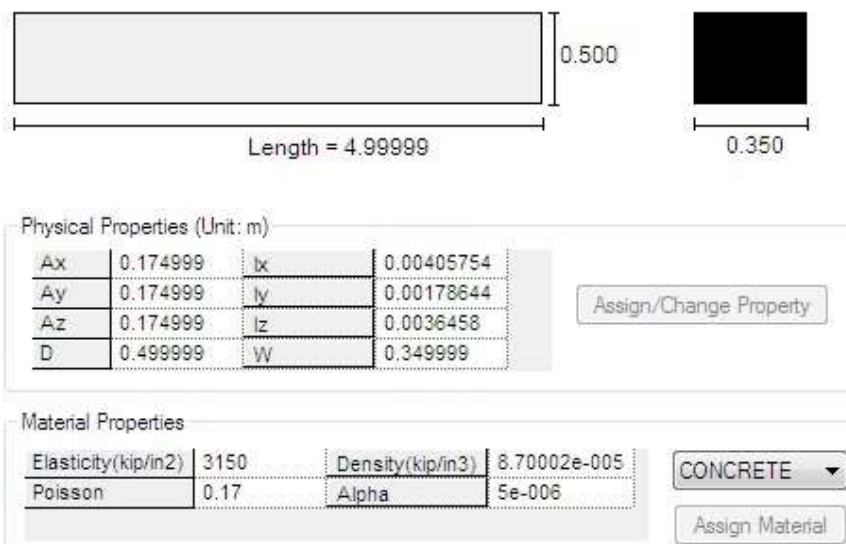 0.500
Length = 4.99999
0.350
Physical Properties (Unit: m)
Ax 0.174999 Ix 0.00405754
Ay 0.174999 Iy 0.00178644
Assign/Change Property
Az 0.174999 Iz 0.0036458
D 0.499999 W 0.349999
Material Properties
Elasticity(kip/in2) 3150 Density(kip/in3) 8.70002e-005
CONCRETE
Poisson 0.17 Alpha 5e-006
Assign Material